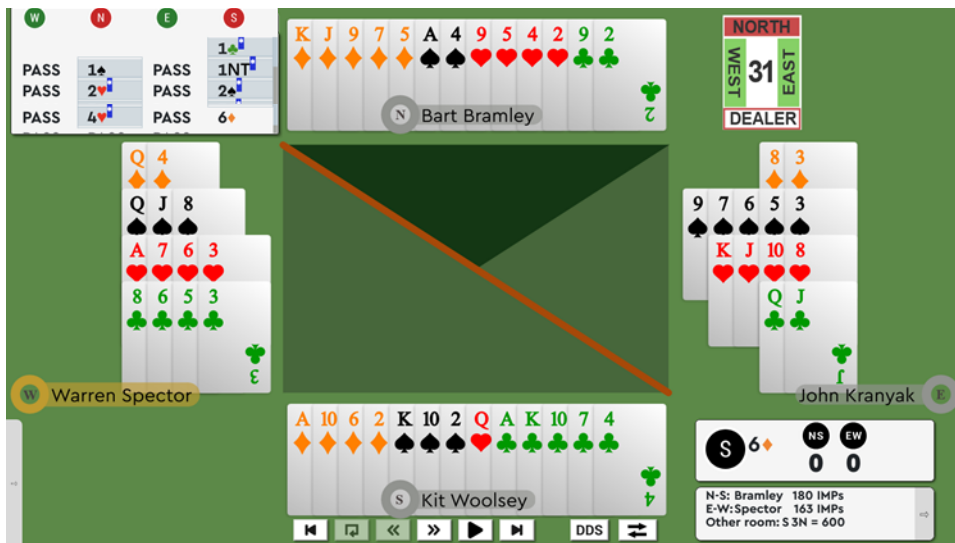 W N E S
1♣
PASS 1♠ PASS 1NT
PASS 2♥ PASS 2♠
PASS 4♥ PASS 6♦
K J 9 7 5 A 4 9 5 4 2 9 2
2
N Bart Bramley
NORTH
WEST 31 EAST
DEALER
Q 4
Q J 8
A 7 6 3
8 6 5 3
3
W Warren Spector
8 3
9 7 6 5 3
K J 10 8
Q J
J
John Kranyak E
A 10 6 2 K 10 2 Q A K 10 7 4
4
S Kit Woolsey
DDS
S 6♦ NS EW
0 0
N-S: Bramley 180 IMPs
E-W:Spector 163 IMPs
Other room: S 3N = 600